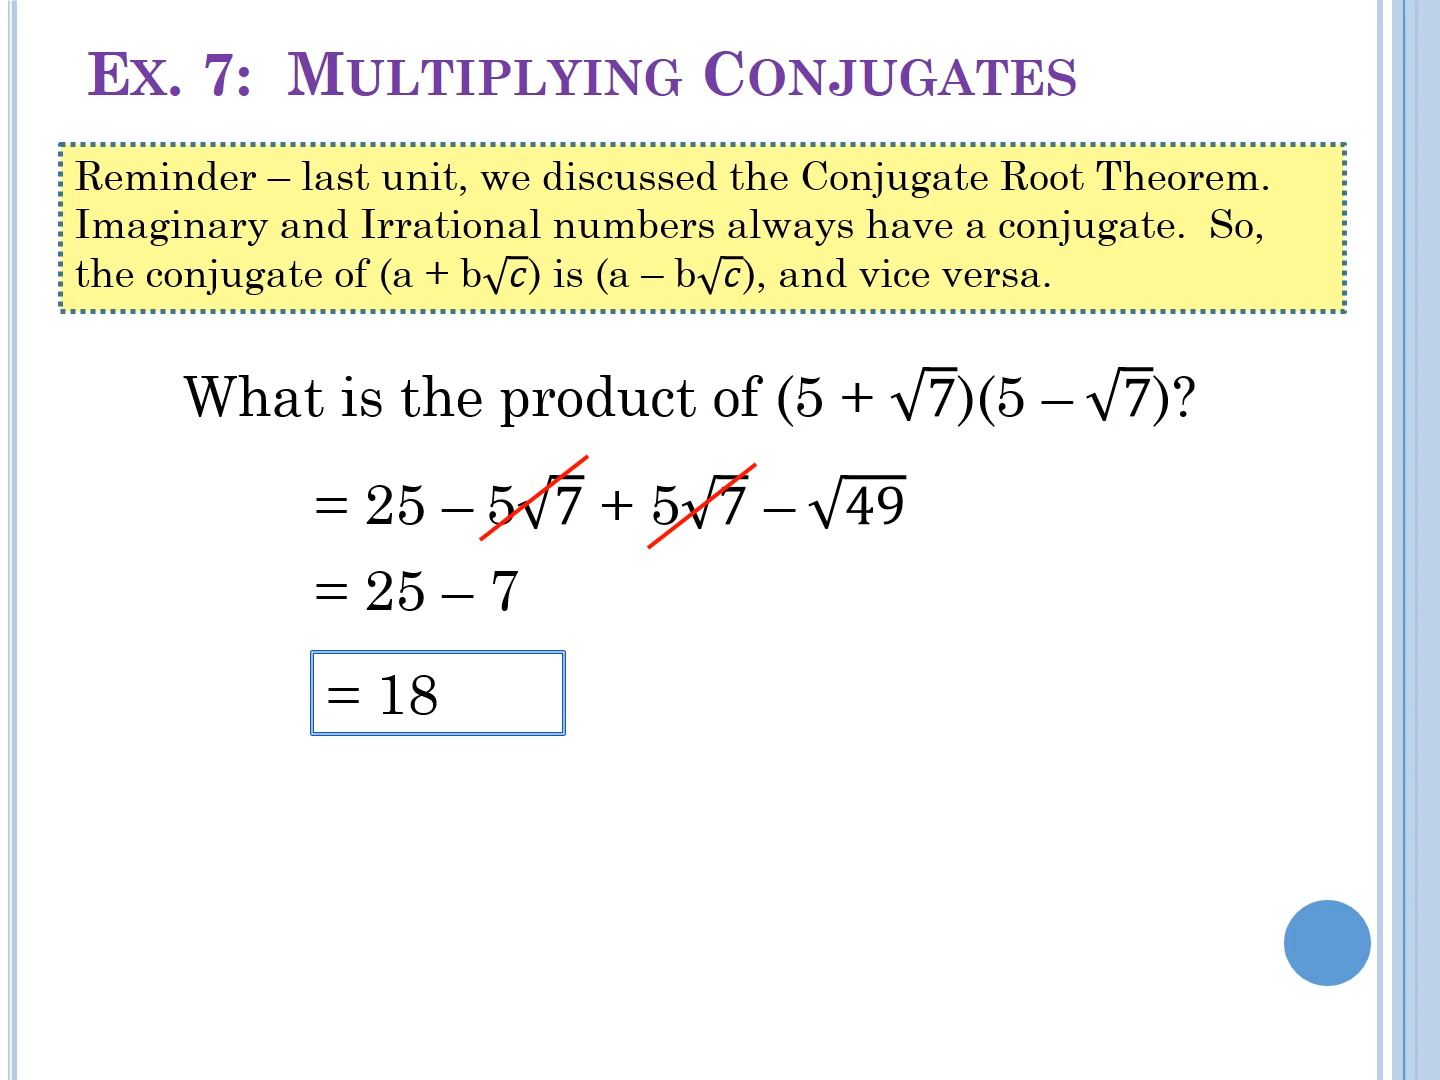 EX. 7: MULTIPLYING CONJUGATES
Reminder – last unit, we discussed the Conjugate Root Theorem.
Imaginary and Irrational numbers always have a conjugate. So,
the conjugate of (a + b√c) is (a – b√c), and vice versa.
What is the product of (5 + √7)(5 – √7)?
= 25 – 5√7 + 5√7 – √49
= 25 – 7
= 18